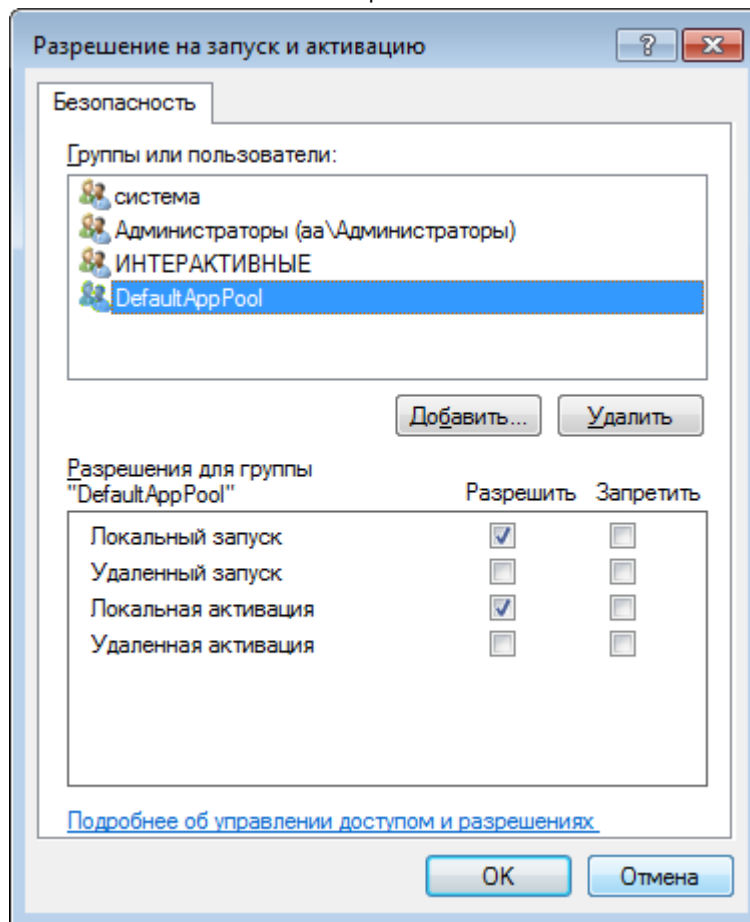 Разрешение на запуск и активацию
Безопасность
Группы или пользователи:
система
Администраторы (aa\Администраторы)
ИНТЕРАКТИВНЫЕ
DefaultAppPool
Добавить... Удалить
Разрешения для группы
"DefaultAppPool" Разрешить Запретить
Локальный запуск
Удаленный запуск
Локальная активация
Удаленная активация
Подробнее об управлении доступом и разрешениях
OK Отмена